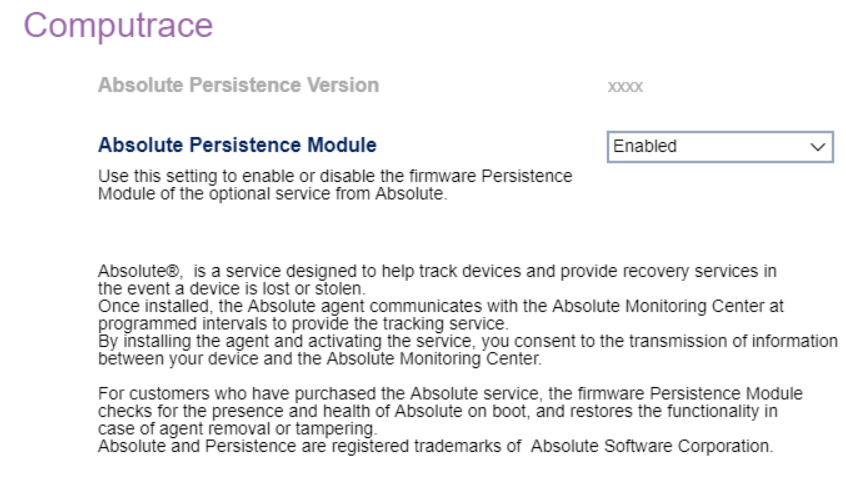 Computrace
Absolute Persistence Version xxxx
Absolute Persistence Module Enabled
Use this setting to enable or disable the firmware Persistence
Module of the optional service from Absolute.
Absolute®,  is a service designed to help track devices and provide recovery services in
the event a device is lost or stolen.
Once installed, the Absolute agent communicates with the Absolute Monitoring Center at
programmed intervals to provide the tracking service.
By installing the agent and activating the service, you consent to the transmission of information
between your device and the Absolute Monitoring Center.
For customers who have purchased the Absolute service, the firmware Persistence Module
checks for the presence and health of Absolute on boot, and restores the functionality in
case of agent removal or tampering.
Absolute and Persistence are registered trademarks of  Absolute Software Corporation.